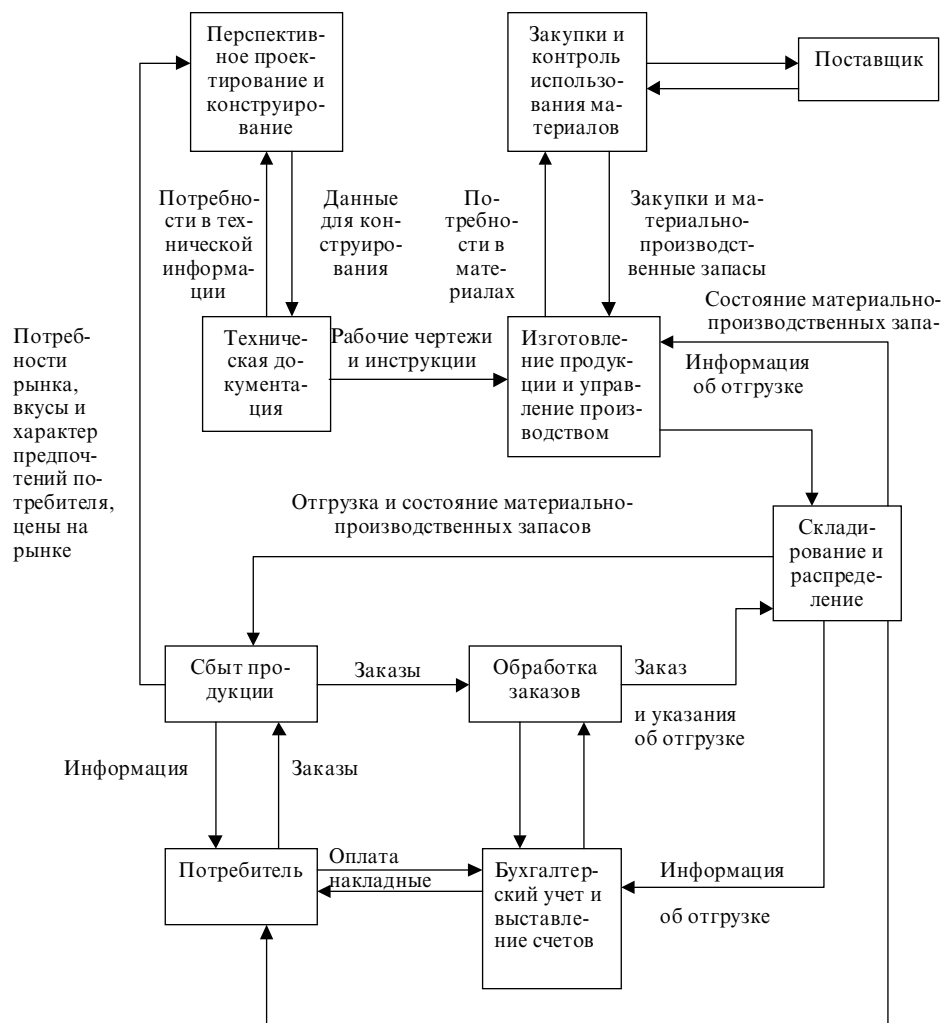 Перспектив-
ное проек-
тирование и
конструиро-
вание
Закупки и
контроль
использо-
вания ма-
териалов
Поставщик
Потребно-
сти в тех-
нической
информа-
ции
Данные
для кон-
струиро-
вания
По-
требно-
сти в
мате-
риалах
Закупки и ма-
териально-
производст-
венные запасы
Состояние материально-
производственных запа-
Информация
об отгрузке
Потреб-
ности
рынка,
вкусы и
характер
предпоч-
тений по-
требителя,
цены на
рынке
Техниче-
ская до-
кумента-
ция
Рабочие чертежи
и инструкции
Изготовле-
ние продук-
ции и управ-
ление произ-
водством
Отгрузка и состояние материально-
производственных запасов
Склади-
рование и
распреде-
ление
Сбыт про-
дукции
Заказы
Обработка
заказов
Заказ
и указания
об отгрузке
Информация
Заказы
Потребитель
Оплата
накладные
Бухгалтер-
ский учет и
выставле-
ние счетов
Информация
об отгрузке